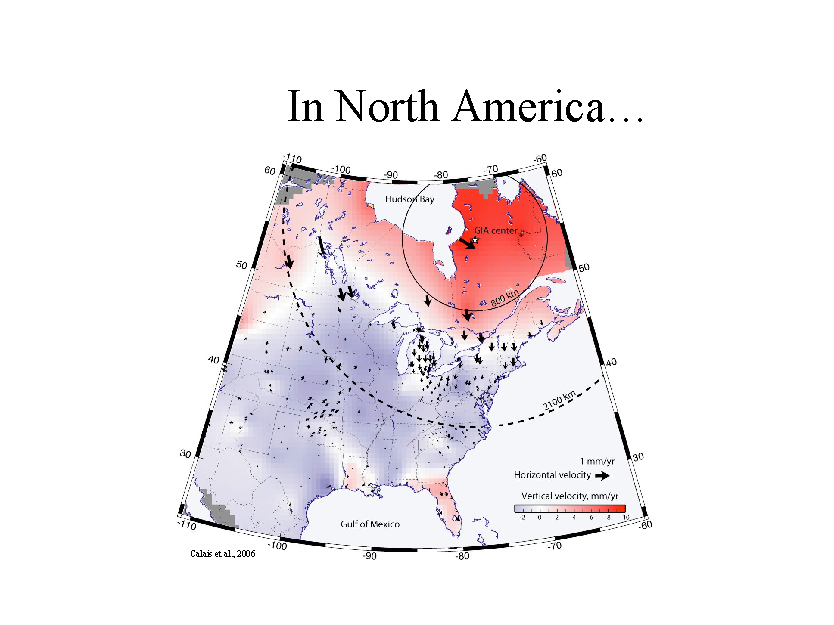 In North America…
-110
-100
-90
-80
-70
-60
60
60
Hudson Bay
GIA center
50
50
800 km
40
40
2100 km
30
30
1 mm/yr
Horizontal velocity
Vertical velocity, mm/yr
-2 0 2 4 6 8 10
Gulf of Mexico
-110
-100
-90
-80
-70
-60
Calais et al., 2006